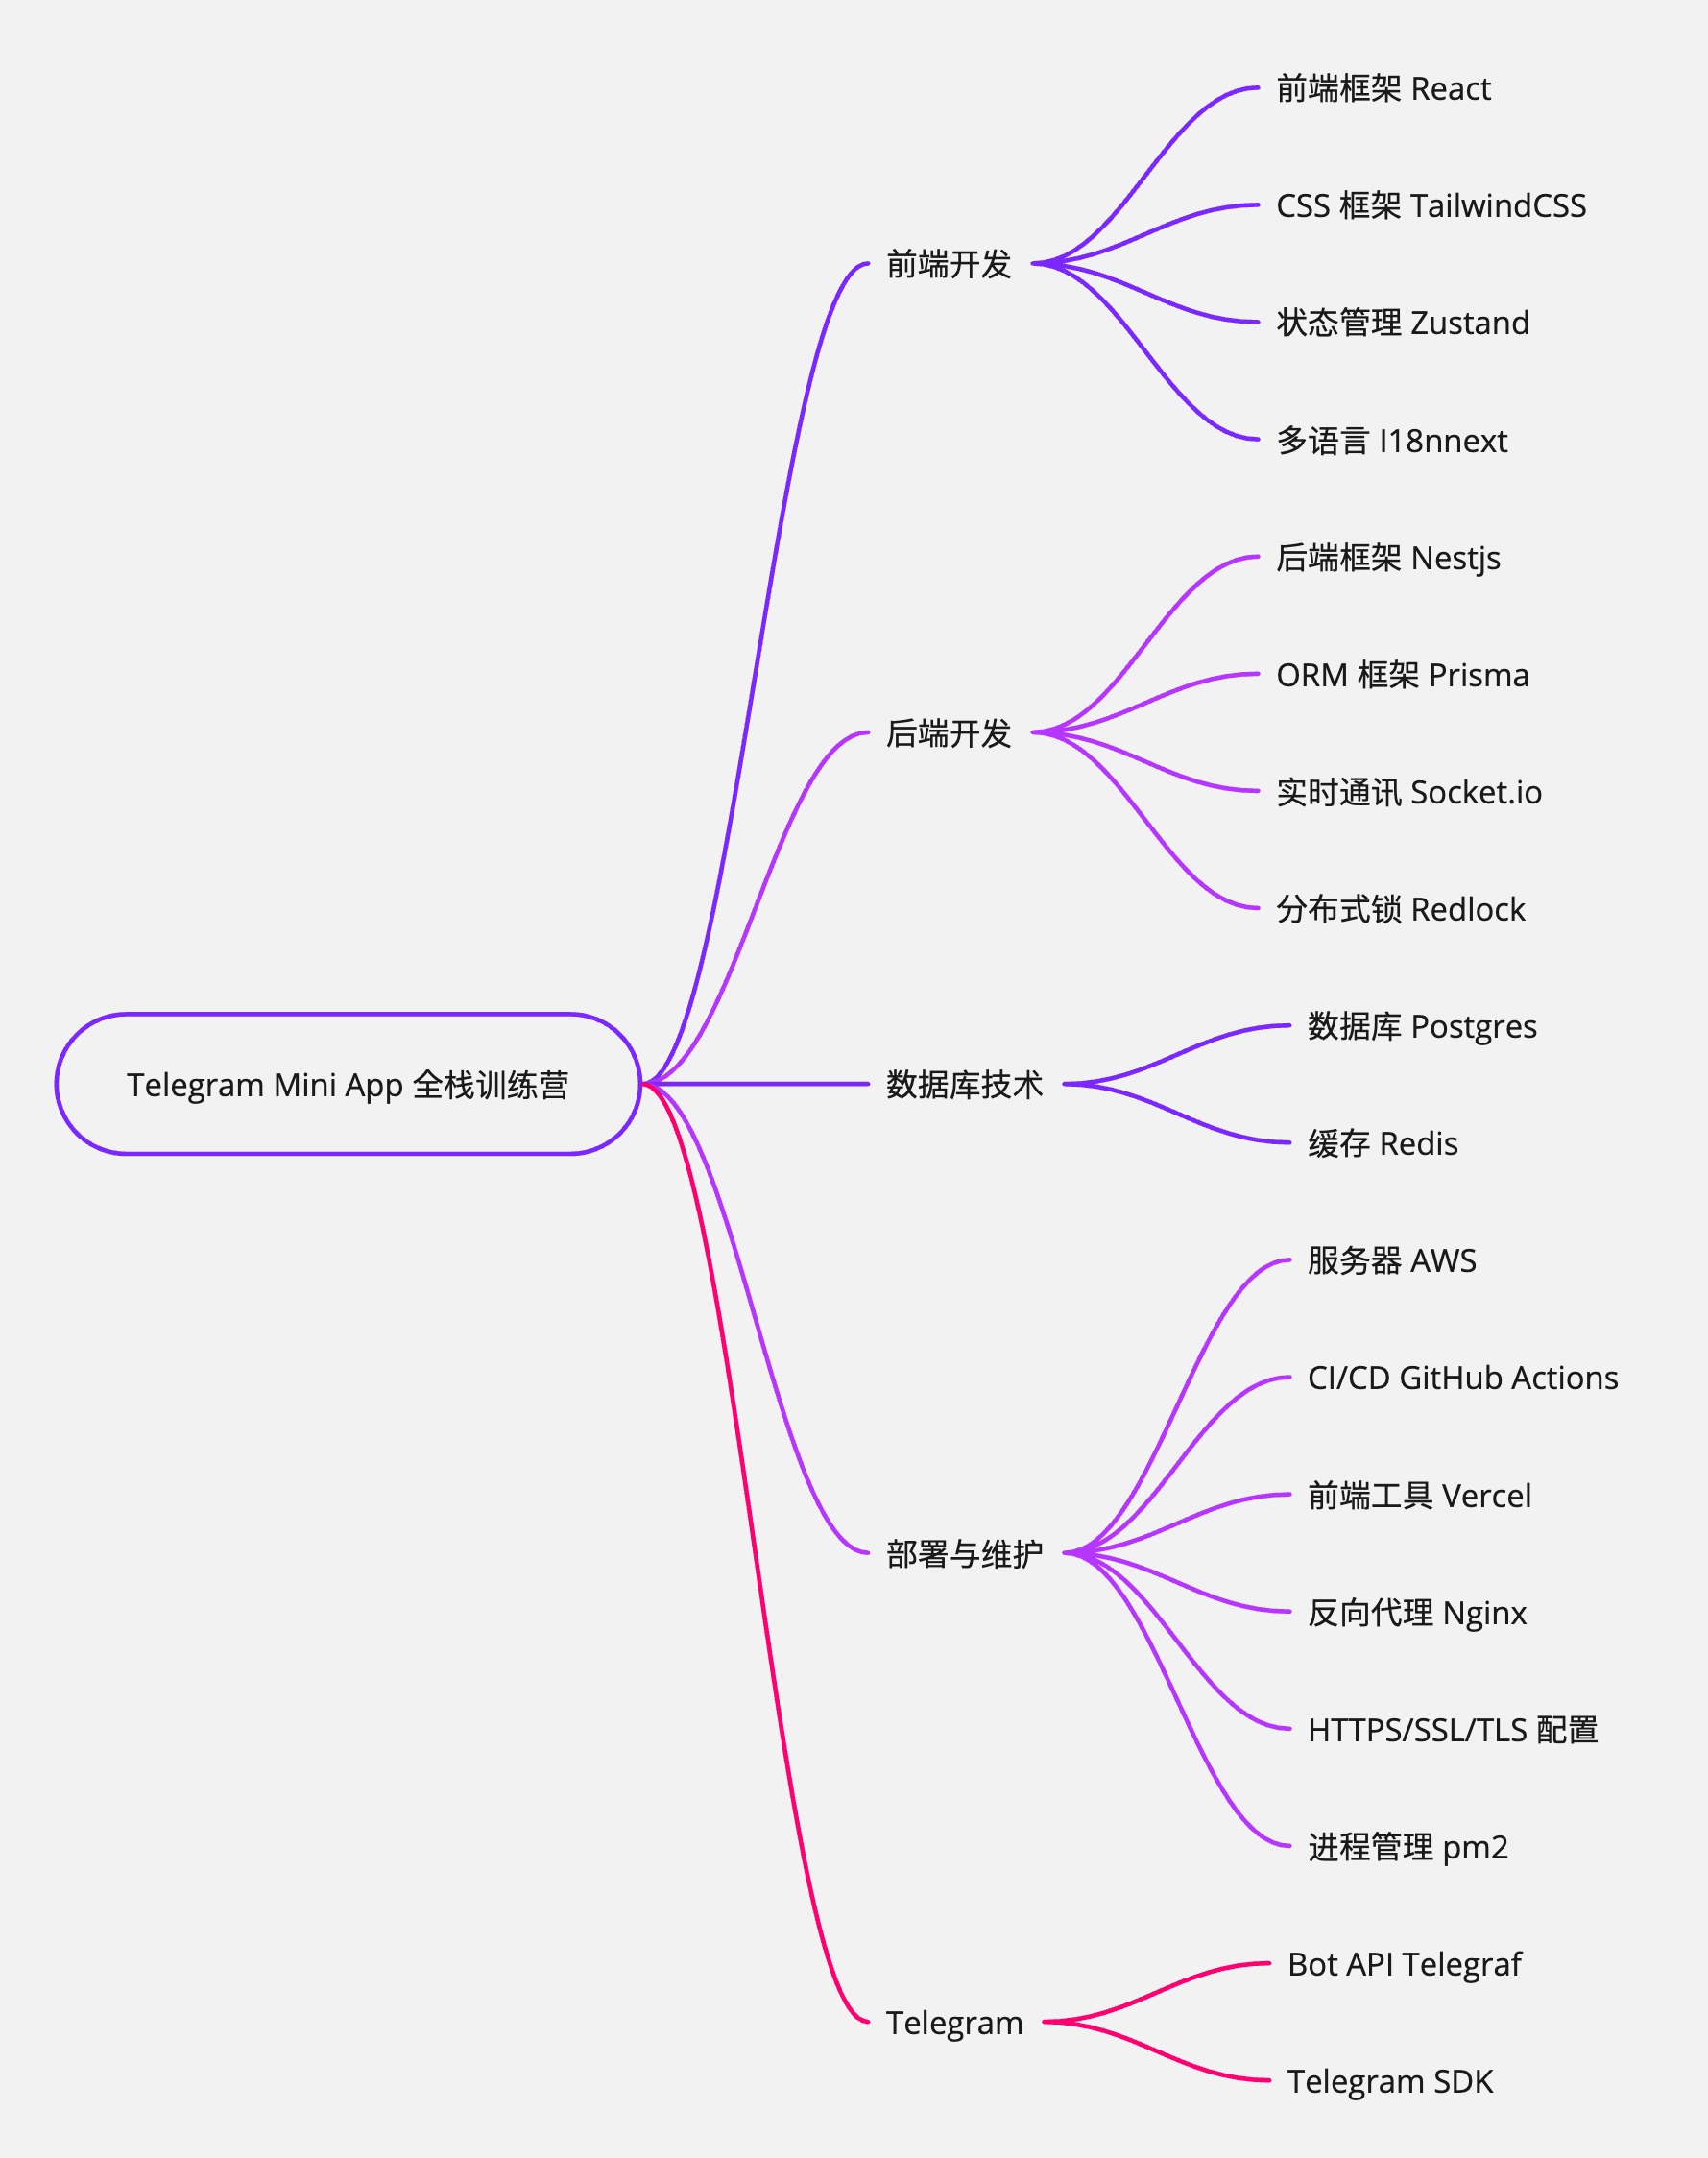 Telegram Mini App 全栈训练营
前端开发
前端框架 React
CSS 框架 TailwindCSS
状态管理 Zustand
多语言 I18nnext
后端开发
后端框架 Nestjs
ORM 框架 Prisma
实时通讯 Socket.io
分布式锁 Redlock
数据库技术
数据库 Postgres
缓存 Redis
部署与维护
服务器 AWS
CI/CD GitHub Actions
前端工具 Vercel
反向代理 Nginx
HTTPS/SSL/TLS 配置
进程管理 pm2
Telegram
Bot API Telegraf
Telegram SDK